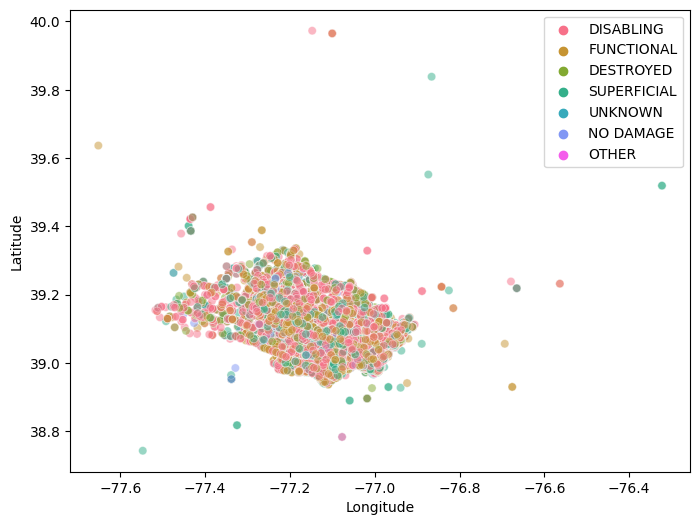 40.0
39.8
39.6
39.4
39.2
39.0
38.8
Latitude
−77.6
−77.4
−77.2
−77.0
−76.8
−76.6
−76.4
Longitude
DISABLING
FUNCTIONAL
DESTROYED
SUPERFICIAL
UNKNOWN
NO DAMAGE
OTHER